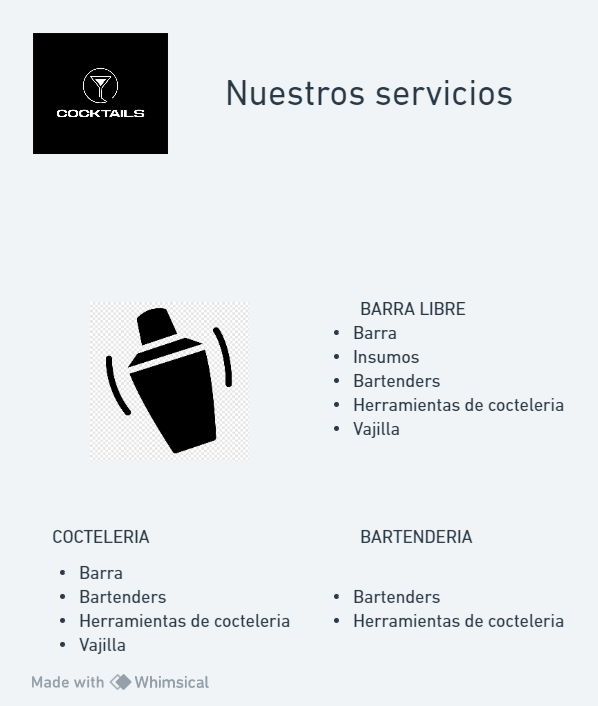 COCKTAILS
Nuestros servicios
BARRA LIBRE
• Barra
• Insumos
• Bartenders
• Herramientas de cocteleria
• Vajilla
COCTELERIA
• Barra
• Bartenders
• Herramientas de cocteleria
• Vajilla
BARTENDERIA
• Bartenders
• Herramientas de cocteleria
Made with Whimsical